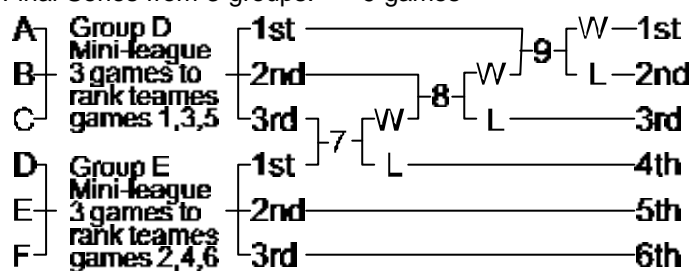 Final Series from 3 groups. 9 games
A Group D 1st W 1st
Mini-league 9
B 3 games to 2nd W L 2nd
rank teames 8
C games 1,3,5 3rd W L 3rd
7
D Group E 1st L 4th
Mini-league
E 3 games to 2nd 5th
rank teames
F games 2,4,6 3rd 6th